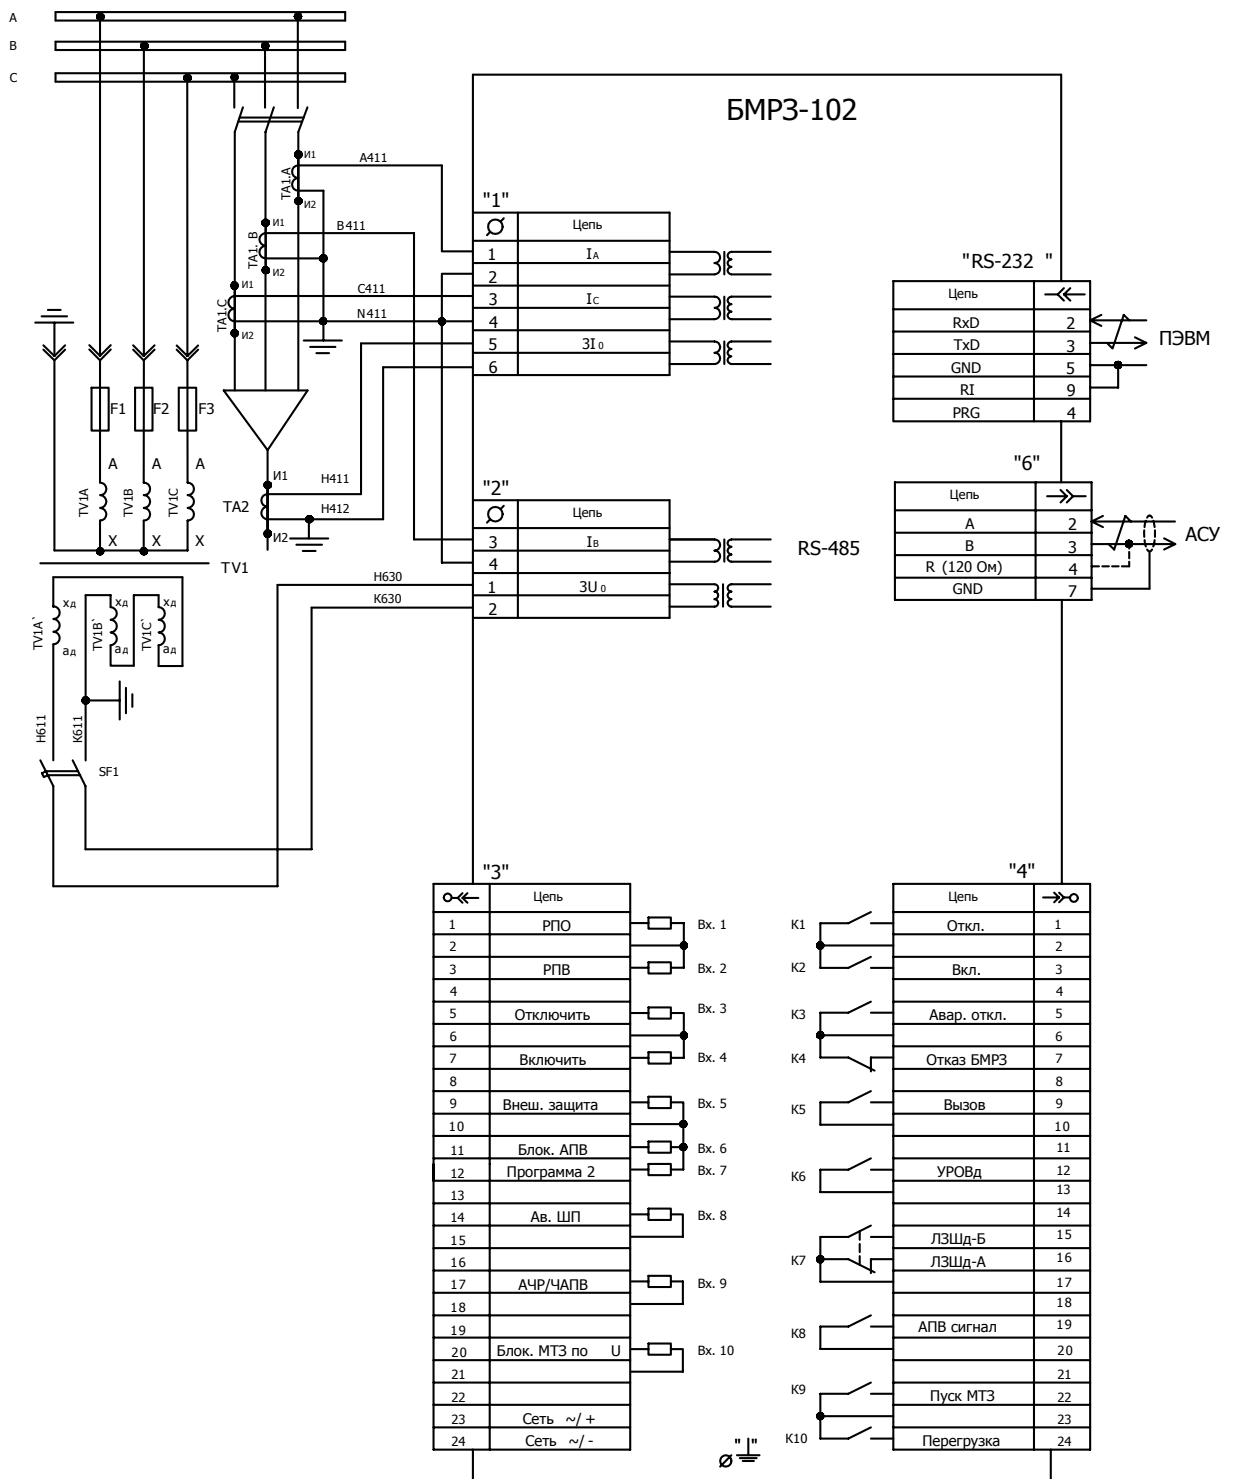 A
B
C
БМРЗ-102
И1
A411
TA1.A
И2
И1
B411
TA1. B
И2
И1
C411
TA1.C
N411
И2
"1"
Цепь
1 IA
2
3 IC
4
5 3I0
6
"RS-232 "
Цепь
RxD 2
TxD 3
GND 5
RI 9
PRG 4
ПЭВМ
F1 F2 F3
A A A
TV1A TV1B TV1C
X X X
TV1
И1
H411
TA2
H412
И2
"2"
Цепь
3 IB
4
1 3U0
2
RS-485
"6"
Цепь
A 2
B 3
R (120 Ом) 4
GND 7
АСУ
H630
K630
xд xд xд
TV1A` TV1B` TV1C`
aд aд aд
H611 K611
SF1
"3"
Цепь
1 РПО Вх. 1
2
3 РПВ Вх. 2
4
5 Отключить Вх. 3
6
7 Включить Вх. 4
8
9 Внеш. защита Вх. 5
10
11 Блок. АПВ Вх. 6
12 Программа 2 Вх. 7
13
14 Ав. ШП Вх. 8
15
16
17 АЧР/ЧАПВ Вх. 9
18
19
20 Блок. МТЗ по U Вх. 10
21
22
23 Сеть ~/ +
24 Сеть ~/ -
"4"
Цепь
K1 Откл. 1
2
K2 Вкл. 3
4
K3 Авар. откл. 5
6
K4 Отказ БМРЗ 7
8
K5 Вызов 9
10
11
K6 УРОВд 12
13
14
ЛЗШд-Б 15
K7 ЛЗШд-А 16
17
18
K8 АПВ сигнал 19
20
21
K9 Пуск МТЗ 22
23
K10 Перегрузка 24
" "